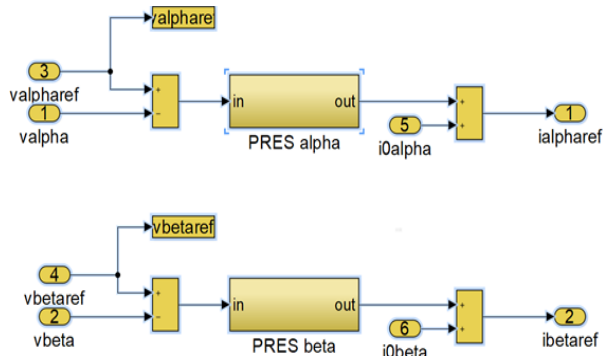 valpharef
3
valpharef
+
−
1
valpha
in
out
PRES alpha
5
i0alpha
+
+
1
ialpharef
vbetaref
4
vbetaref
+
−
2
vbeta
in
out
PRES beta
6
i0beta
+
+
2
ibetaref